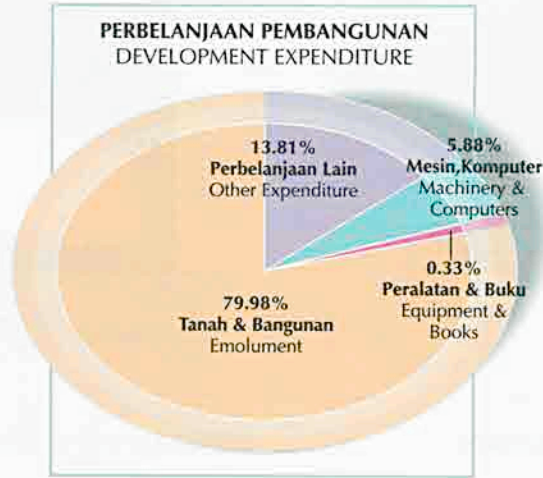 PERBELANJAAN PEMBANGUNAN
DEVELOPMENT EXPENDITURE
13.81%
Perbelanjaan Lain
Other Expenditure
5.88%
Mesin,Komputer
Machinery &
Computers
0.33%
Peralatan & Buku
Equipment &
Books
79.98%
Tanah & Bangunan
Emolument